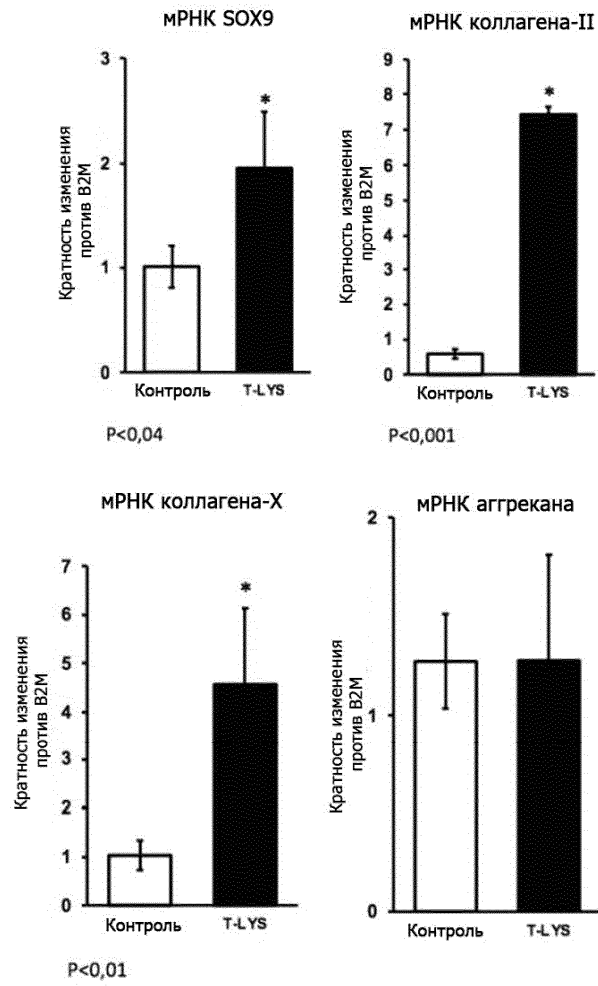 мРНК SOX9
Кратность изменения
против B2M
3
2
1
0
*
Контроль
T-LYS
P<0,04
мРНК коллагена-II
Кратность изменения
против B2M
9
8
7
6
5
4
3
2
1
0
*
Контроль
T-LYS
P<0,001
мРНК коллагена-X
Кратность изменения
против B2M
7
6
5
4
3
2
1
0
*
Контроль
T-LYS
P<0,01
мРНК аггрекана
Кратность изменения
против B2M
2
1
0
Контроль
T-LYS